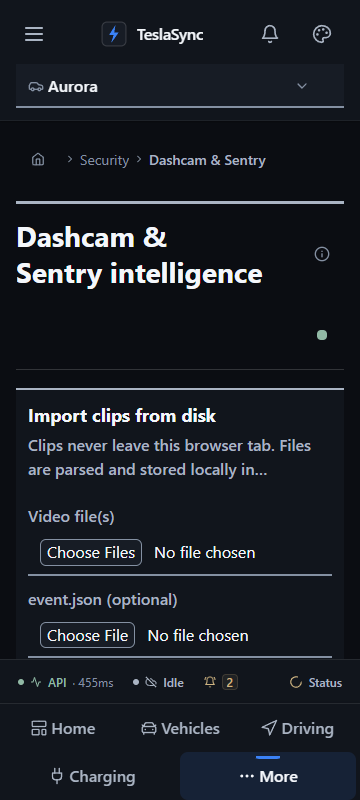 TeslaSync
Aurora
Security
Dashcam & Sentry
Dashcam &
Sentry intelligence
Import clips from disk
Clips never leave this browser tab. Files
are parsed and stored locally in...
Video file(s)
Choose Files No file chosen
event.json (optional)
Choose File No file chosen
API · 455ms Idle 2 Status
Home Vehicles Driving
Charging ··· More